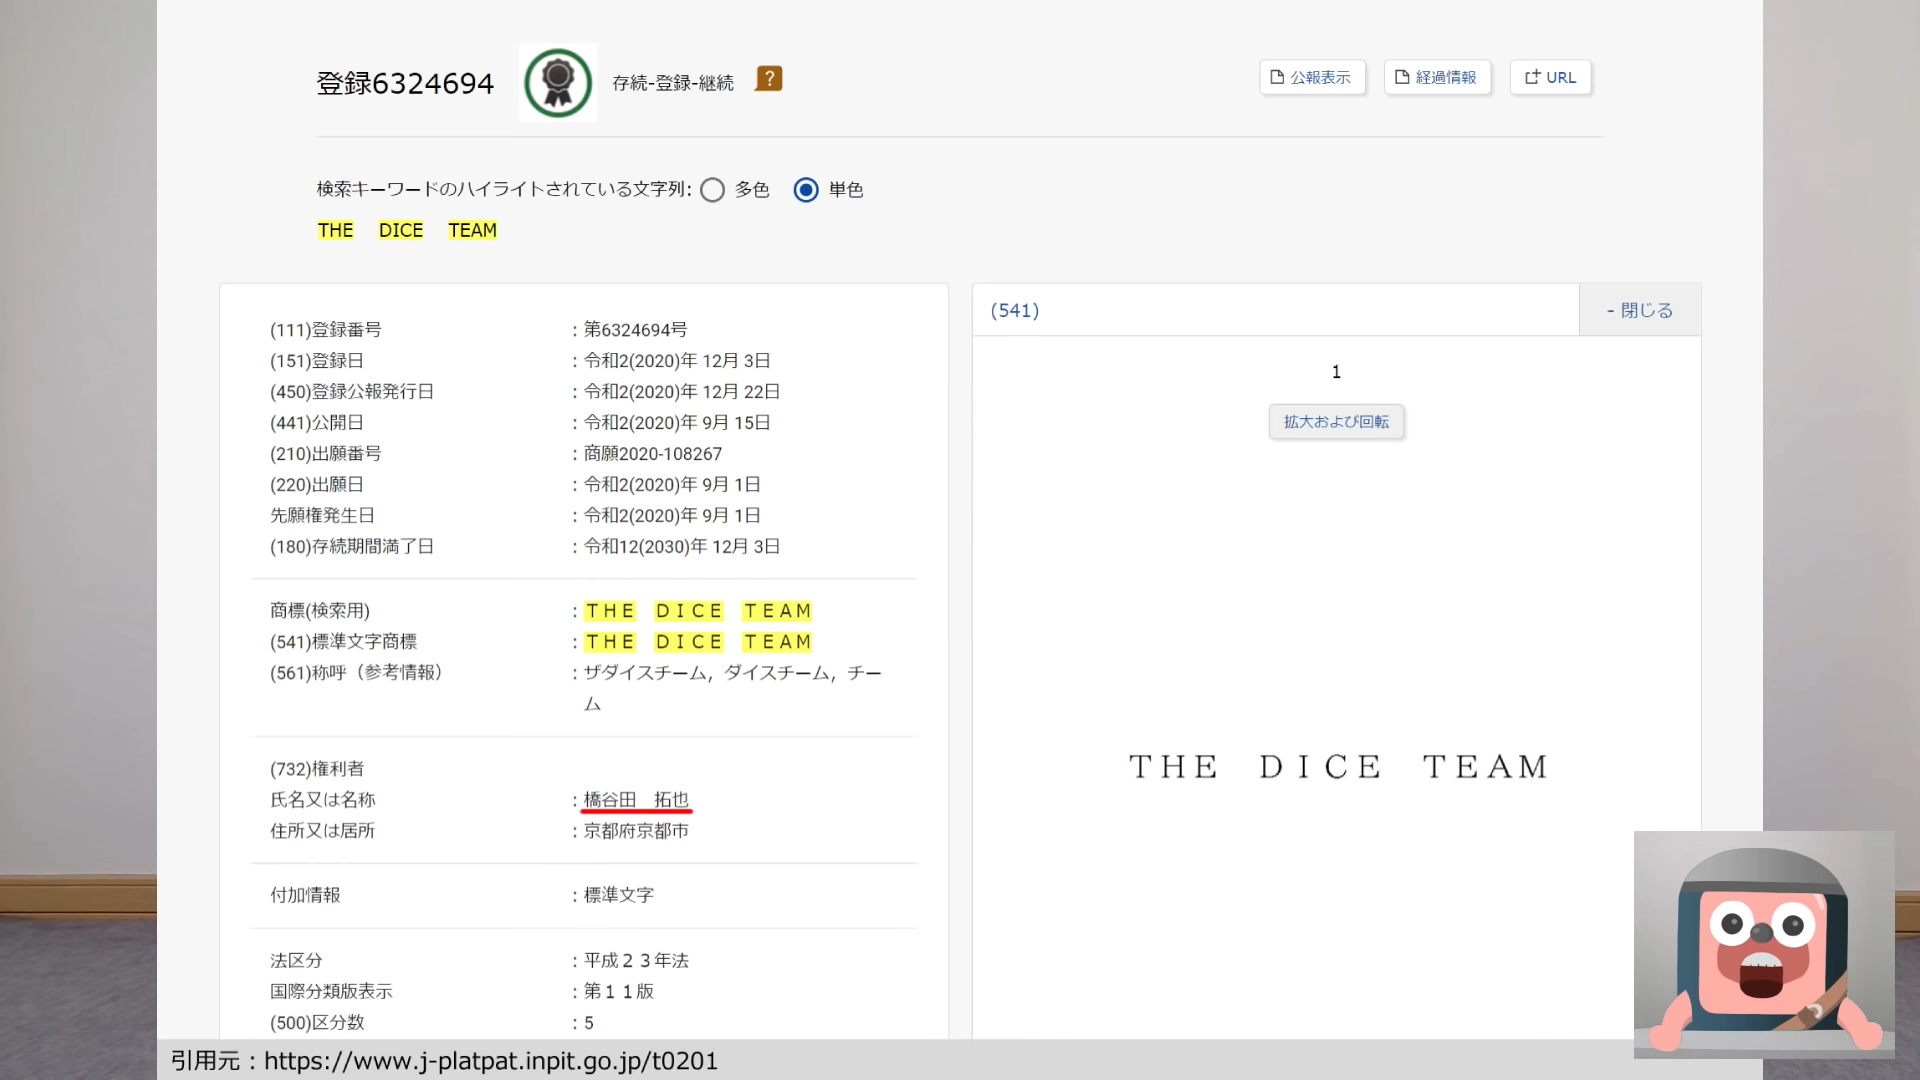 登録6324694
存続-登録-継続
?
公報表示
経過情報
URL
検索キーワードのハイライトされている文字列: 多色 単色
THE DICE TEAM
(111)登録番号 : 第6324694号
(151)登録日 : 令和2(2020)年 12月 3日
(450)登録公報発行日 : 令和2(2020)年 12月 22日
(441)公開日 : 令和2(2020)年 9月 15日
(210)出願番号 : 商願2020-108267
(220)出願日 : 令和2(2020)年 9月 1日
先願権発生日 : 令和2(2020)年 9月 1日
(180)存続期間満了日 : 令和12(2030)年 12月 3日
商標(検索用) : ＴＨＥ　ＤＩＣＥ　ＴＥＡＭ
(541)標準文字商標 : ＴＨＥ　ＤＩＣＥ　ＴＥＡＭ
(561)称呼（参考情報） : ザダイスチーム，ダイスチーム，チー
ム
(732)権利者
氏名又は名称 : 橋谷田　拓也
住所又は居所 : 京都府京都市
付加情報 : 標準文字
法区分 : 平成２３年法
国際分類版表示 : 第１１版
(500)区分数 : 5
(541)
- 閉じる
1
拡大および回転
ＴＨＥ　ＤＩＣＥ　ＴＥＡＭ
引用元：https://www.j-platpat.inpit.go.jp/t0201